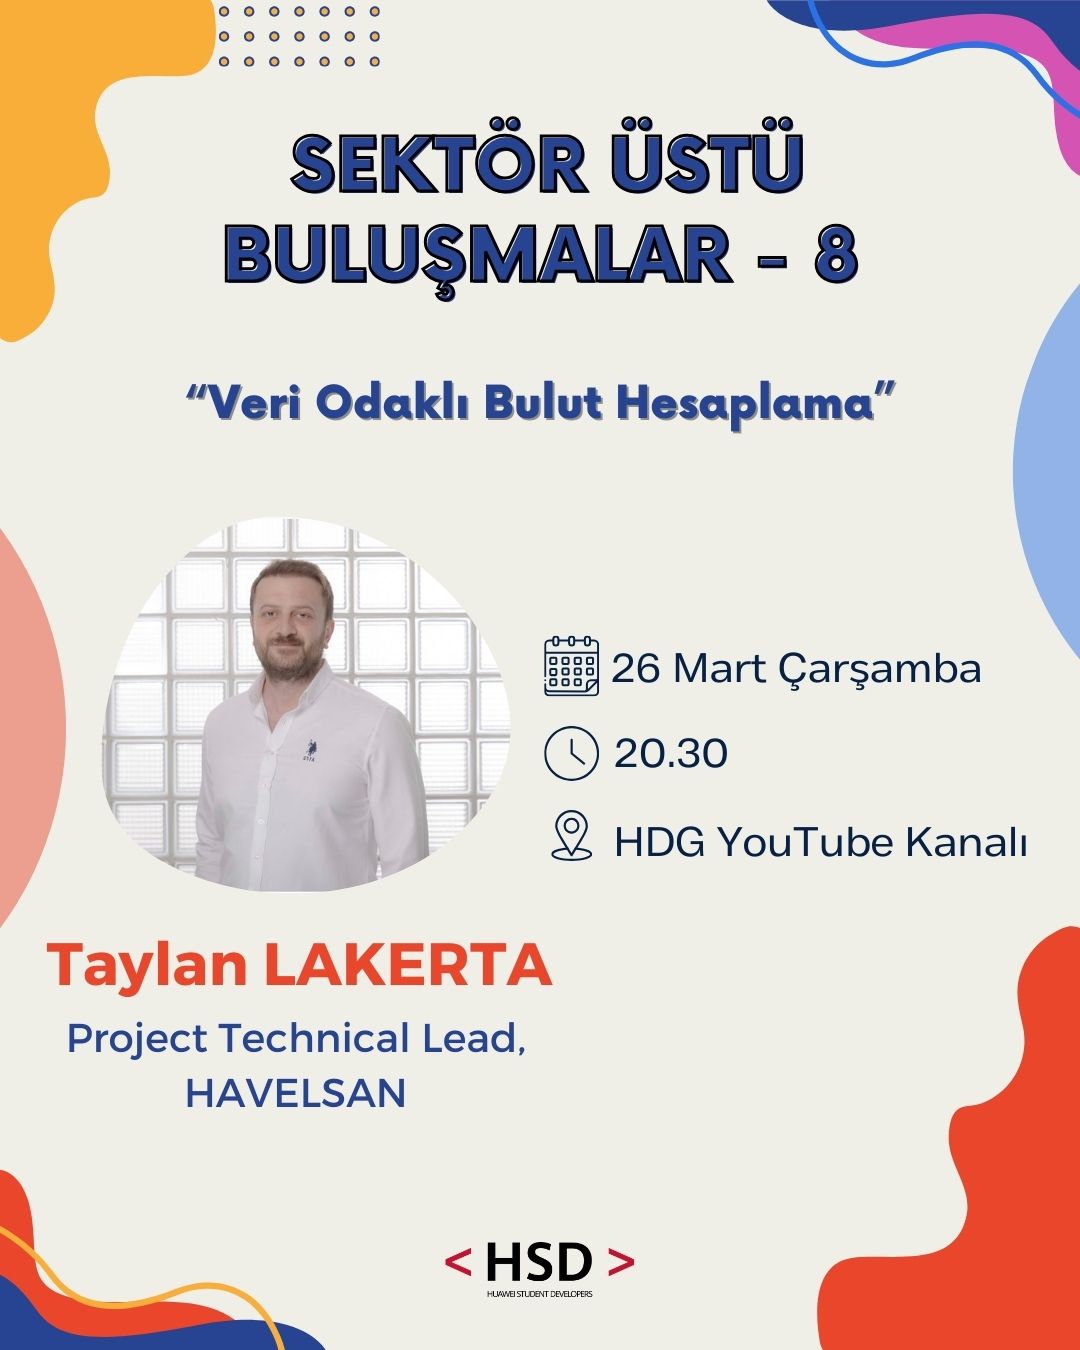 SEKTÖR ÜSTÜ
BULUŞMALAR - 8
“Veri Odaklı Bulut Hesaplama”
26 Mart Çarşamba
20.30
HDG YouTube Kanalı
Taylan LAKERTA
Project Technical Lead,
HAVELSAN
< HSD >
HUAWEI STUDENT DEVELOPERS